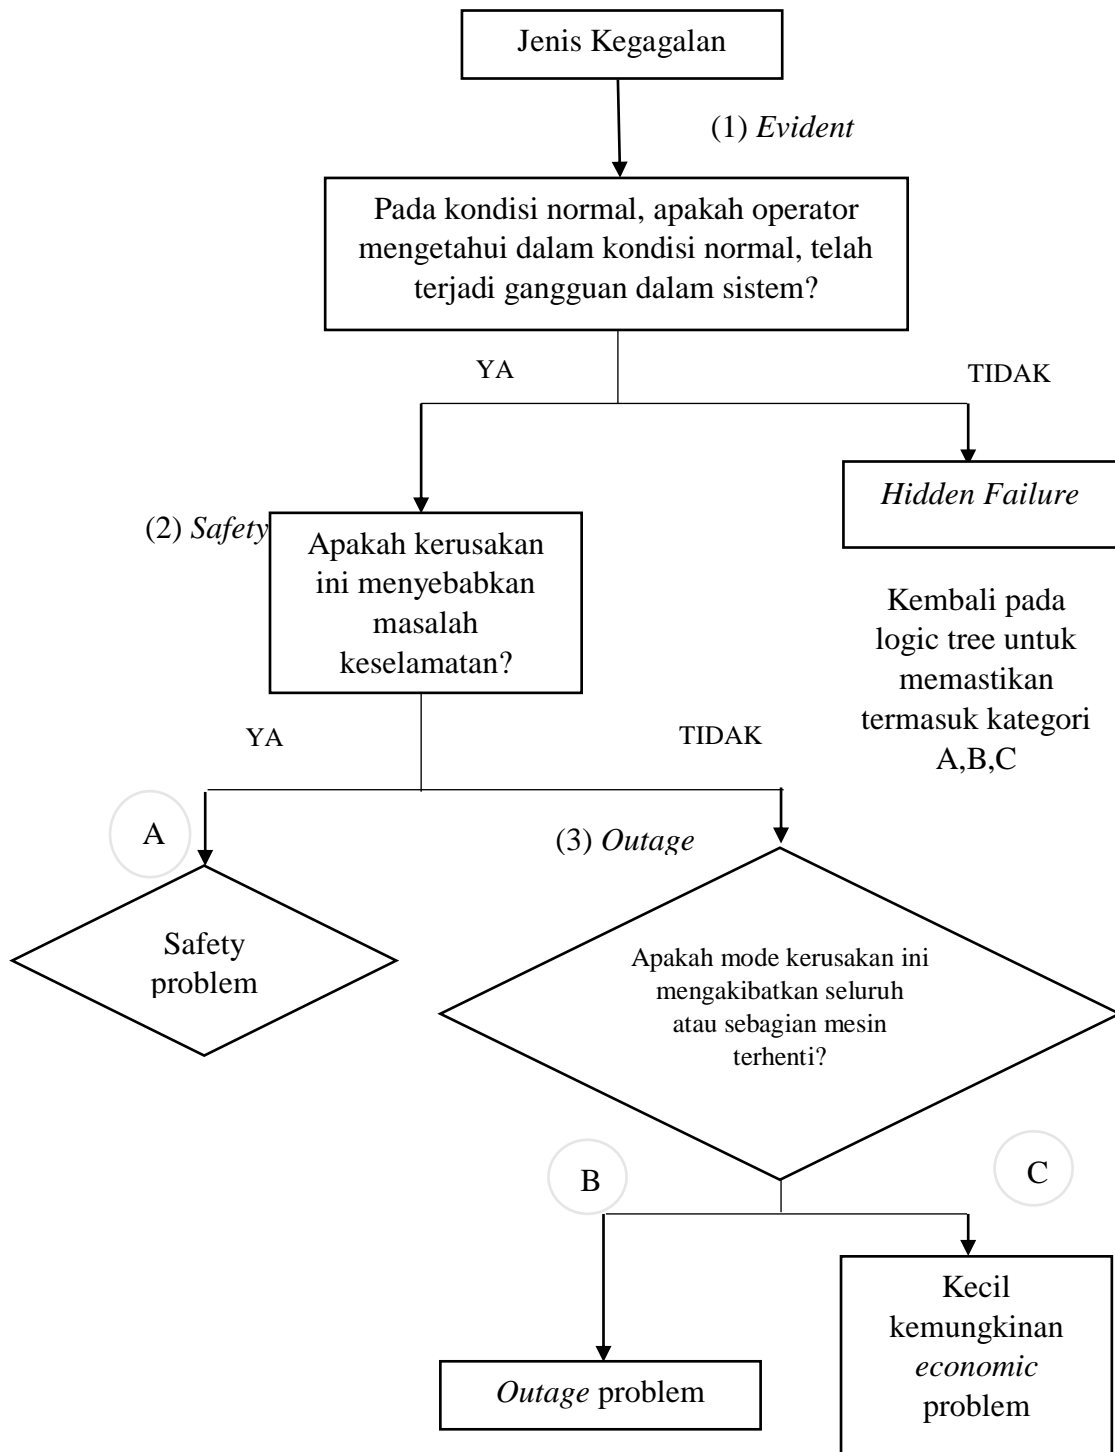 Jenis Kegagalan
(1) Evident
Pada kondisi normal, apakah operator
mengetahui dalam kondisi normal, telah
terjadi gangguan dalam sistem?
YA
TIDAK
Hidden Failure
(2) Safety
Apakah kerusakan
ini menyebabkan
masalah
keselamatan?
Kembali pada
logic tree untuk
memastikan
termasuk kategori
A,B,C
YA
TIDAK
A
(3) Outage
Safety
problem
Apakah mode kerusakan ini
mengakibatkan seluruh
atau sebagian mesin
terhenti?
B
C
Outage problem
Kecil
kemungkinan
economic
problem